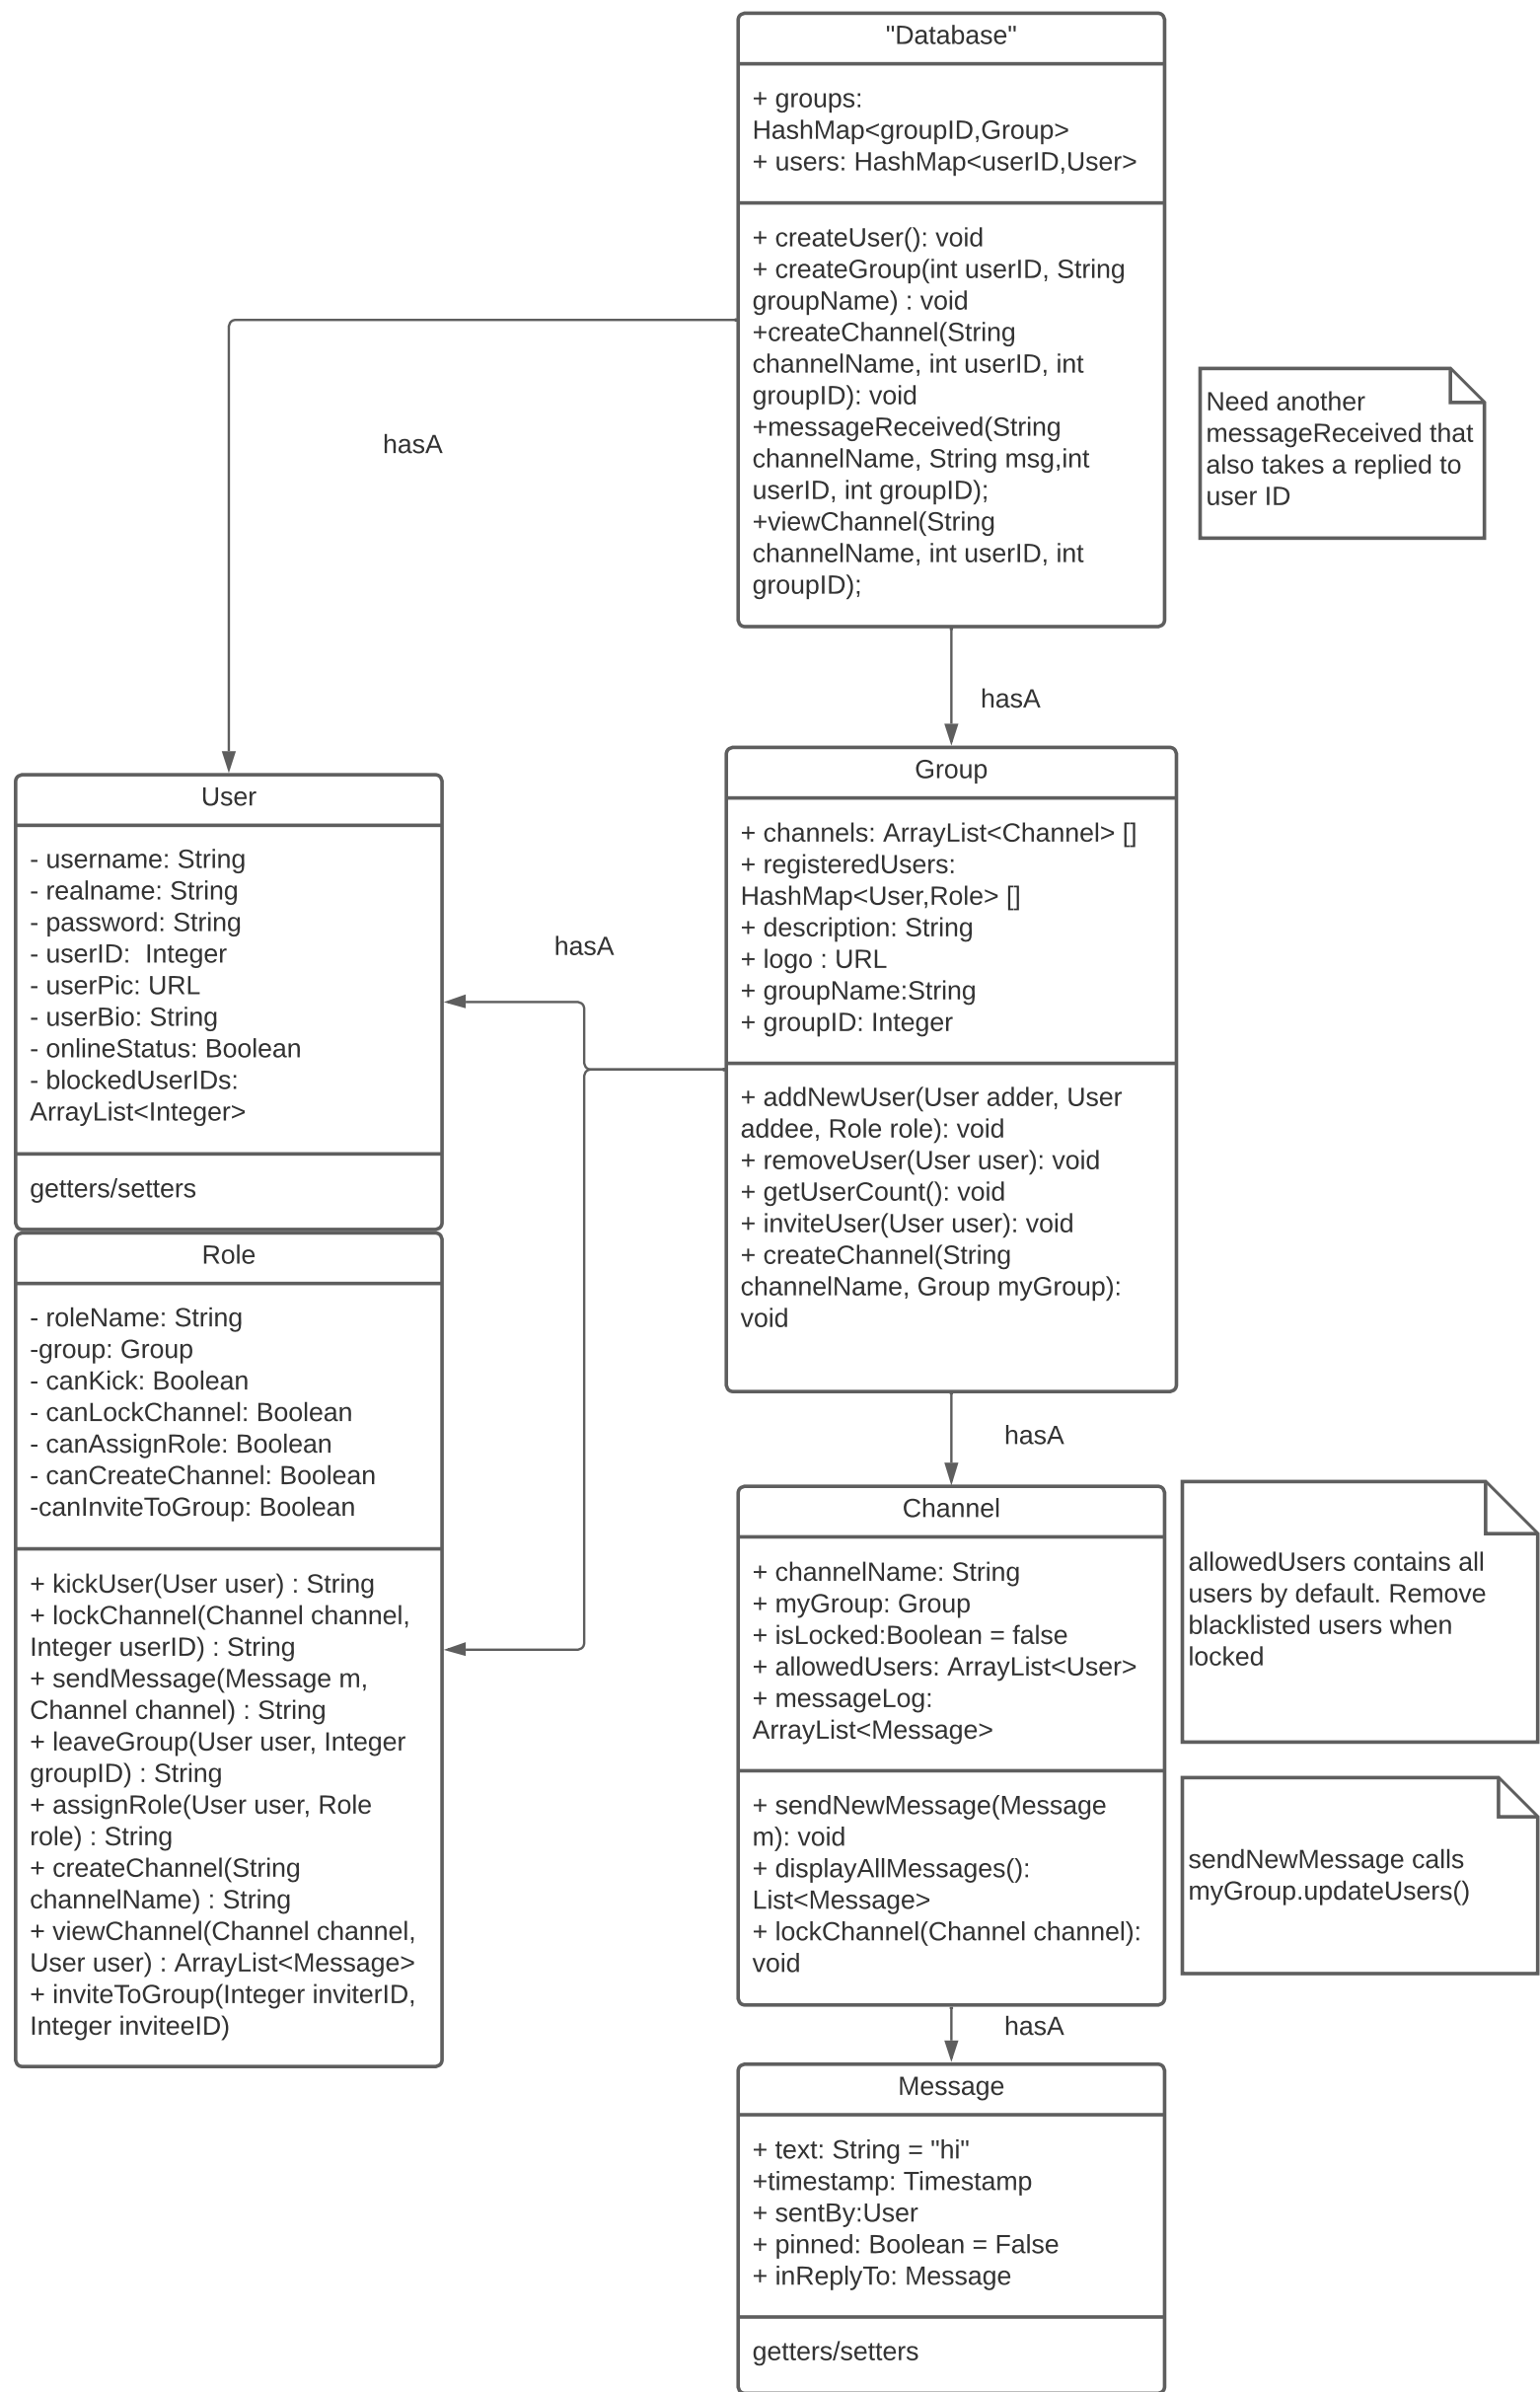 "Database"
+ groups:
HashMap<groupID,Group>
+ users: HashMap<userID,User>
+ createUser(): void
+ createGroup(int userID, String
groupName) : void
+createChannel(String
channelName, int userID, int
groupID): void
+messageReceived(String
channelName, String msg,int
userID, int groupID);
+viewChannel(String
channelName, int userID, int
groupID);
Need another
messageReceived that
also takes a replied to
user ID
hasA
hasA
User
- username: String
- realname: String
- password: String
- userID:  Integer
- userPic: URL
- userBio: String
- onlineStatus: Boolean
- blockedUserIDs:
ArrayList<Integer>
getters/setters
hasA
Group
+ channels: ArrayList<Channel> []
+ registeredUsers:
HashMap<User,Role> []
+ description: String
+ logo : URL
+ groupName:String
+ groupID: Integer
+ addNewUser(User adder, User
addee, Role role): void
+ removeUser(User user): void
+ getUserCount(): void
+ inviteUser(User user): void
+ createChannel(String
channelName, Group myGroup):
void
Role
- roleName: String
-group: Group
- canKick: Boolean
- canLockChannel: Boolean
- canAssignRole: Boolean
- canCreateChannel: Boolean
-canInviteToGroup: Boolean
+ kickUser(User user) : String
+ lockChannel(Channel channel,
Integer userID) : String
+ sendMessage(Message m,
Channel channel) : String
+ leaveGroup(User user, Integer
groupID) : String
+ assignRole(User user, Role
role) : String
+ createChannel(String
channelName) : String
+ viewChannel(Channel channel,
User user) : ArrayList<Message>
+ inviteToGroup(Integer inviterID,
Integer inviteeID)
hasA
Channel
+ channelName: String
+ myGroup: Group
+ isLocked:Boolean = false
+ allowedUsers: ArrayList<User>
+ messageLog:
ArrayList<Message>
+ sendNewMessage(Message
m): void
+ displayAllMessages():
List<Message>
+ lockChannel(Channel channel):
void
allowedUsers contains all
users by default. Remove
blacklisted users when
locked
sendNewMessage calls
myGroup.updateUsers()
hasA
Message
+ text: String = "hi"
+timestamp: Timestamp
+ sentBy:User
+ pinned: Boolean = False
+ inReplyTo: Message
getters/setters